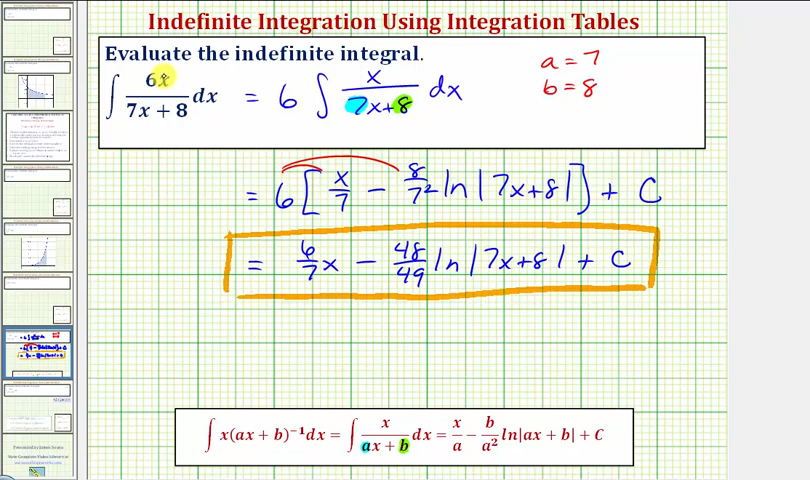 Indefinite Integration Using Integration Tables
Evaluate the indefinite integral.
∫ 6x/(7x + 8) dx = 6 ∫ x/(7x+8) dx
a = 7
b = 8
= 6[x/7 − 8/7² ln|7x+8|] + C
= 6/7 x − 48/49 ln|7x+8| + C
∫ x(ax + b)⁻¹dx = ∫ x/(ax + b) dx = x/a − b/a² ln|ax + b| + C